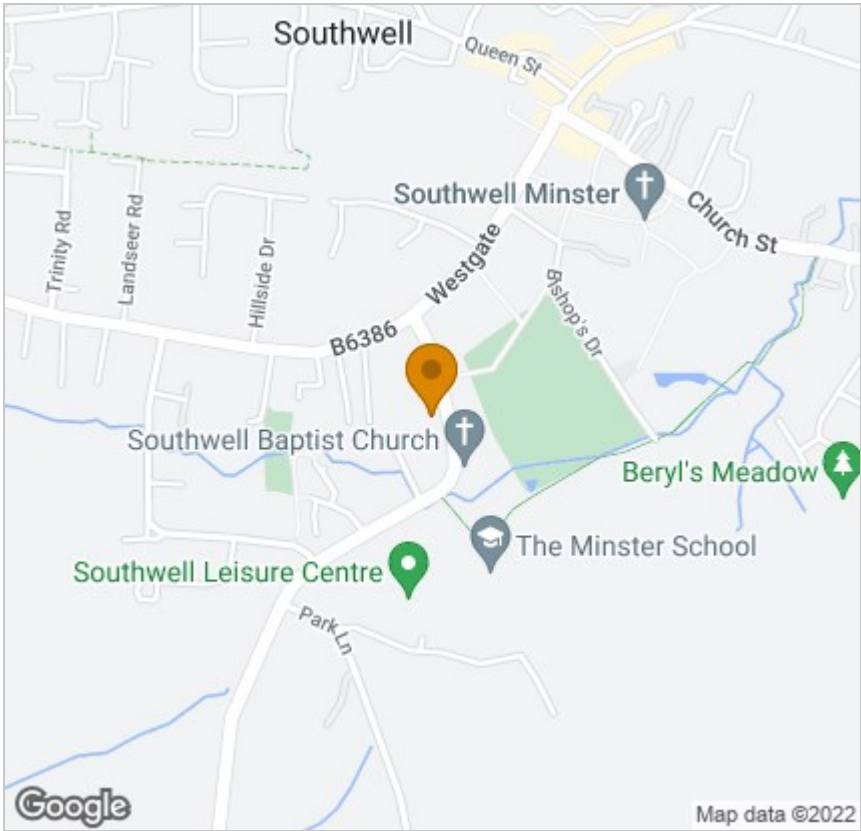 Southwell
Queen St
Southwell Minster
Church St
Trinity Rd
Landseer Rd
Hillside Dr
Westgate
Bishop's Dr
B6386
Southwell Baptist Church
Beryl's Meadow
The Minster School
Southwell Leisure Centre
Park Ln
Google
Map data ©2022